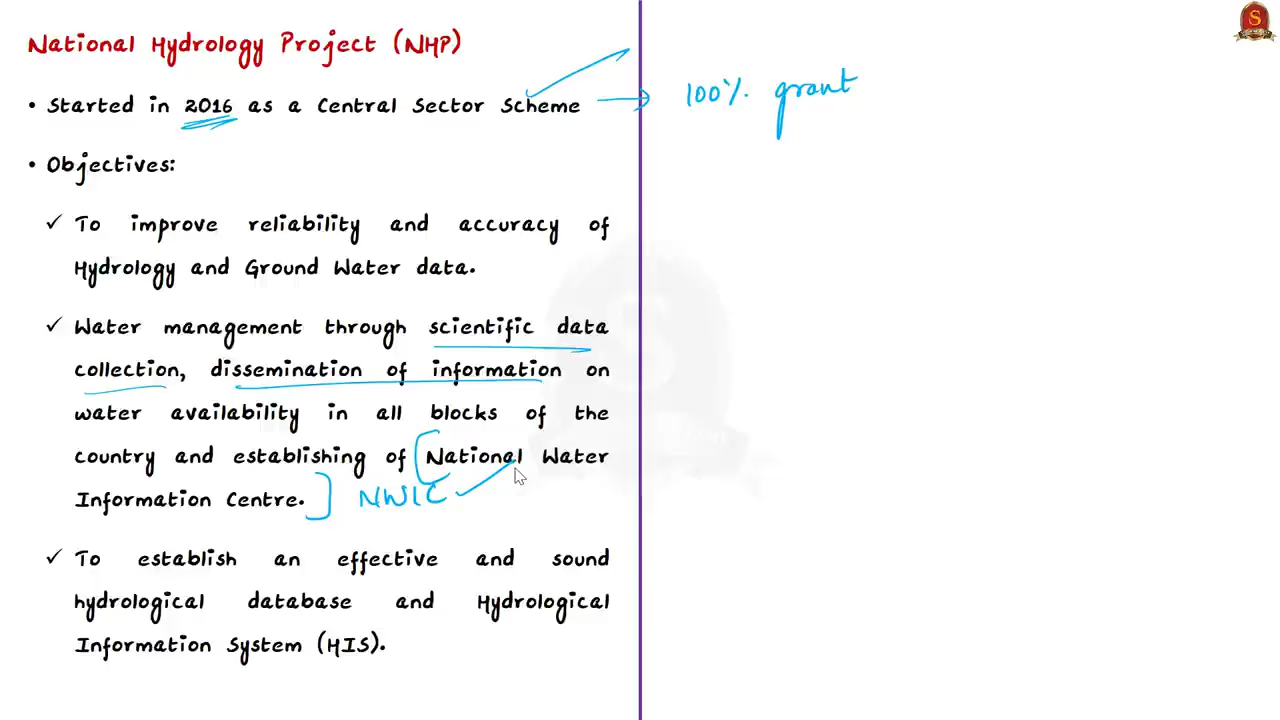 National Hydrology Project (NHP)
• Started in 2016 as a Central Sector Scheme → 100% grant
• Objectives:
✓ To improve reliability and accuracy of
Hydrology and Ground Water data.
✓ Water management through scientific data
collection, dissemination of information on
water availability in all blocks of the
country and establishing of [National Water
Information Centre.] NWIC
✓ To establish an effective and sound
hydrological database and Hydrological
Information System (HIS).
S